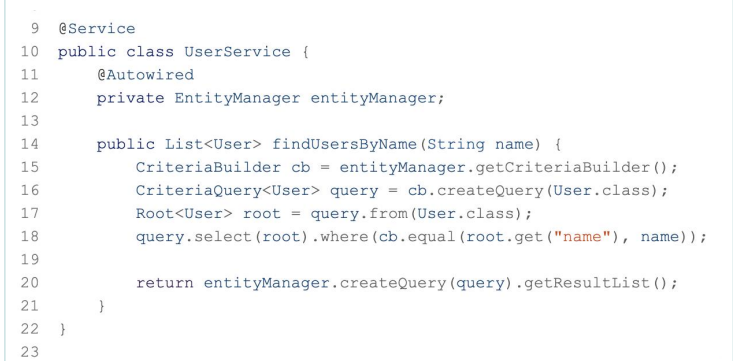 9 @Service
10 public class UserService {
11     @Autowired
12     private EntityManager entityManager;
13
14     public List<User> findUsersByName(String name) {
15         CriteriaBuilder cb = entityManager.getCriteriaBuilder();
16         CriteriaQuery<User> query = cb.createQuery(User.class);
17         Root<User> root = query.from(User.class);
18         query.select(root).where(cb.equal(root.get("name"), name));
19
20         return entityManager.createQuery(query).getResultList();
21     }
22 }
23